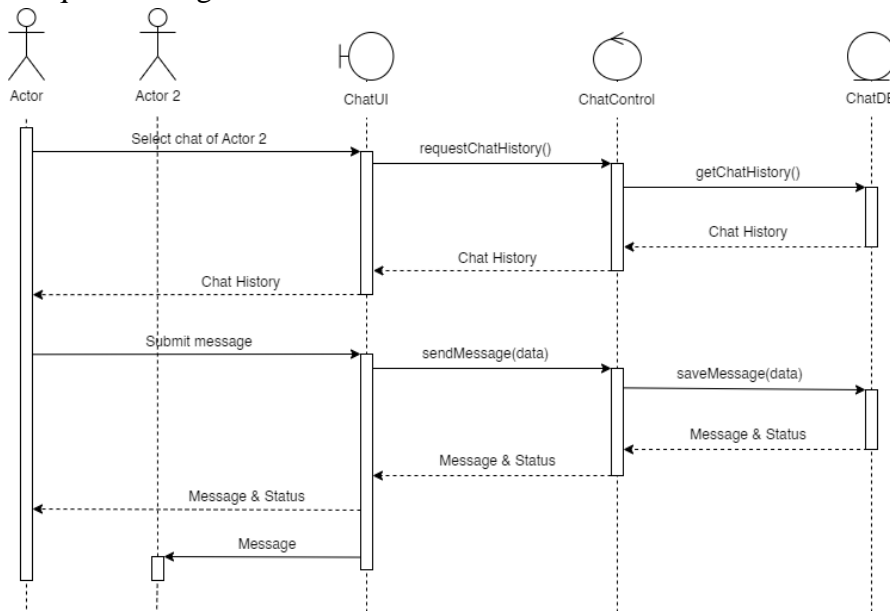 Actor
Actor 2
ChatUI
ChatControl
Select chat of Actor 2
requestChatHistory()
getChatHistory()
Chat History
Chat History
Chat History
Submit message
sendMessage(data)
saveMessage(data)
Message & Status
Message & Status
Message & Status
Message